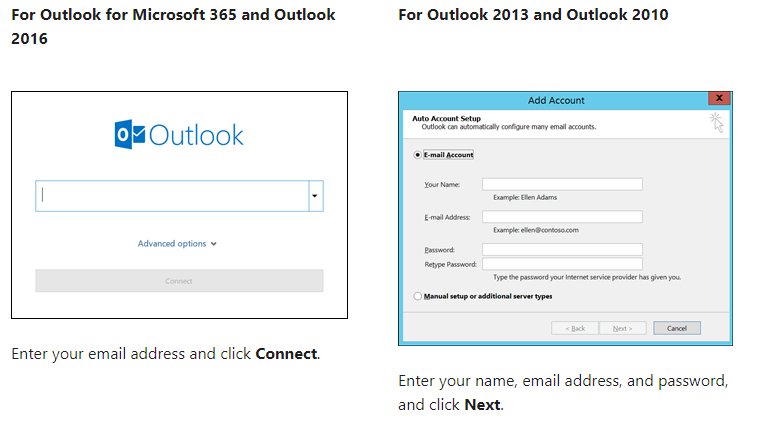 For Outlook for Microsoft 365 and Outlook
2016
Outlook
Advanced options
Connect
Enter your email address and click Connect.
For Outlook 2013 and Outlook 2010
Add Account
Auto Account Setup
Outlook can automatically configure many email accounts.
E-mail Account
Your Name:
Example: Ellen Adams
E-mail Address:
Example: ellen@contoso.com
Password:
Retype Password:
Type the password your Internet service provider has given you.
Manual setup or additional server types
< Back Next > Cancel
Enter your name, email address, and password,
and click Next.